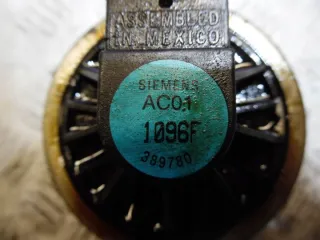 ASSEMBLED
IN MEXICO
SIEMENS
AC01
1096F
389780